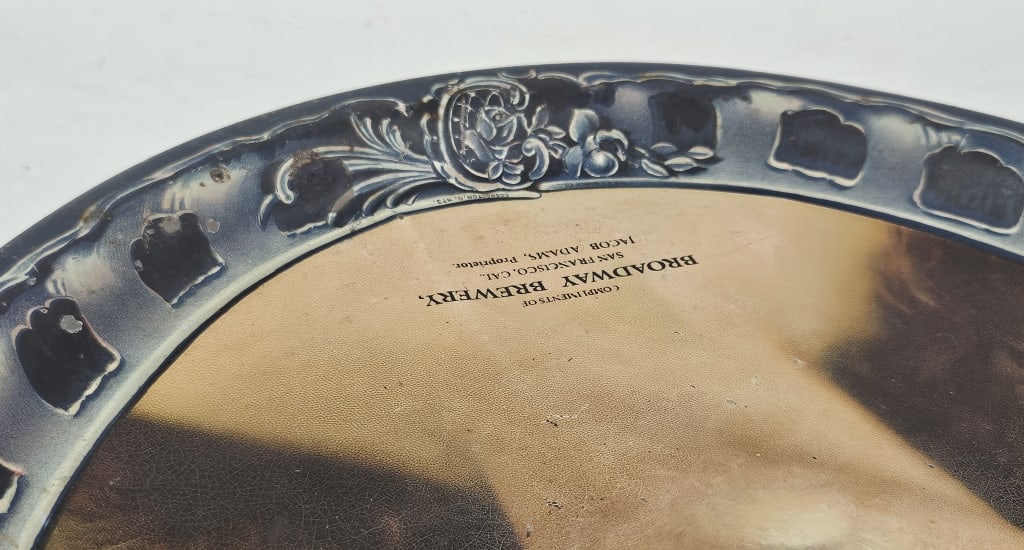 COMPLIMENTS OF
BROADWAY BREWERY,
SAN FRANCISCO, CAL.
JACOB ADAMS, Proprietor.